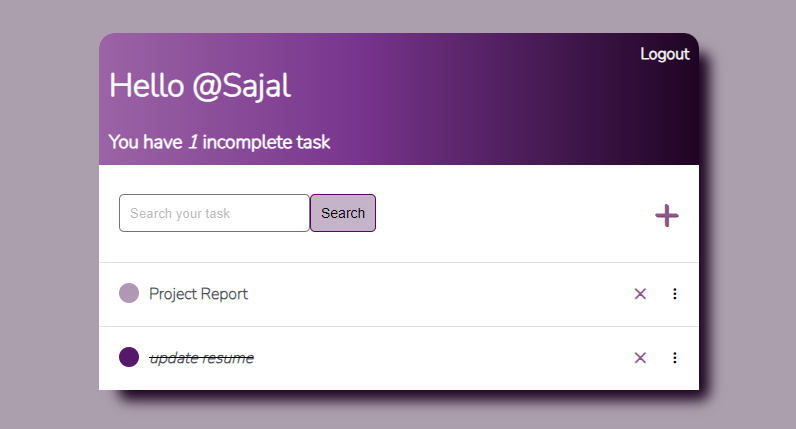 Logout
Hello @Sajal
You have 1 incomplete task
Search your task
Search
Project Report
update resume